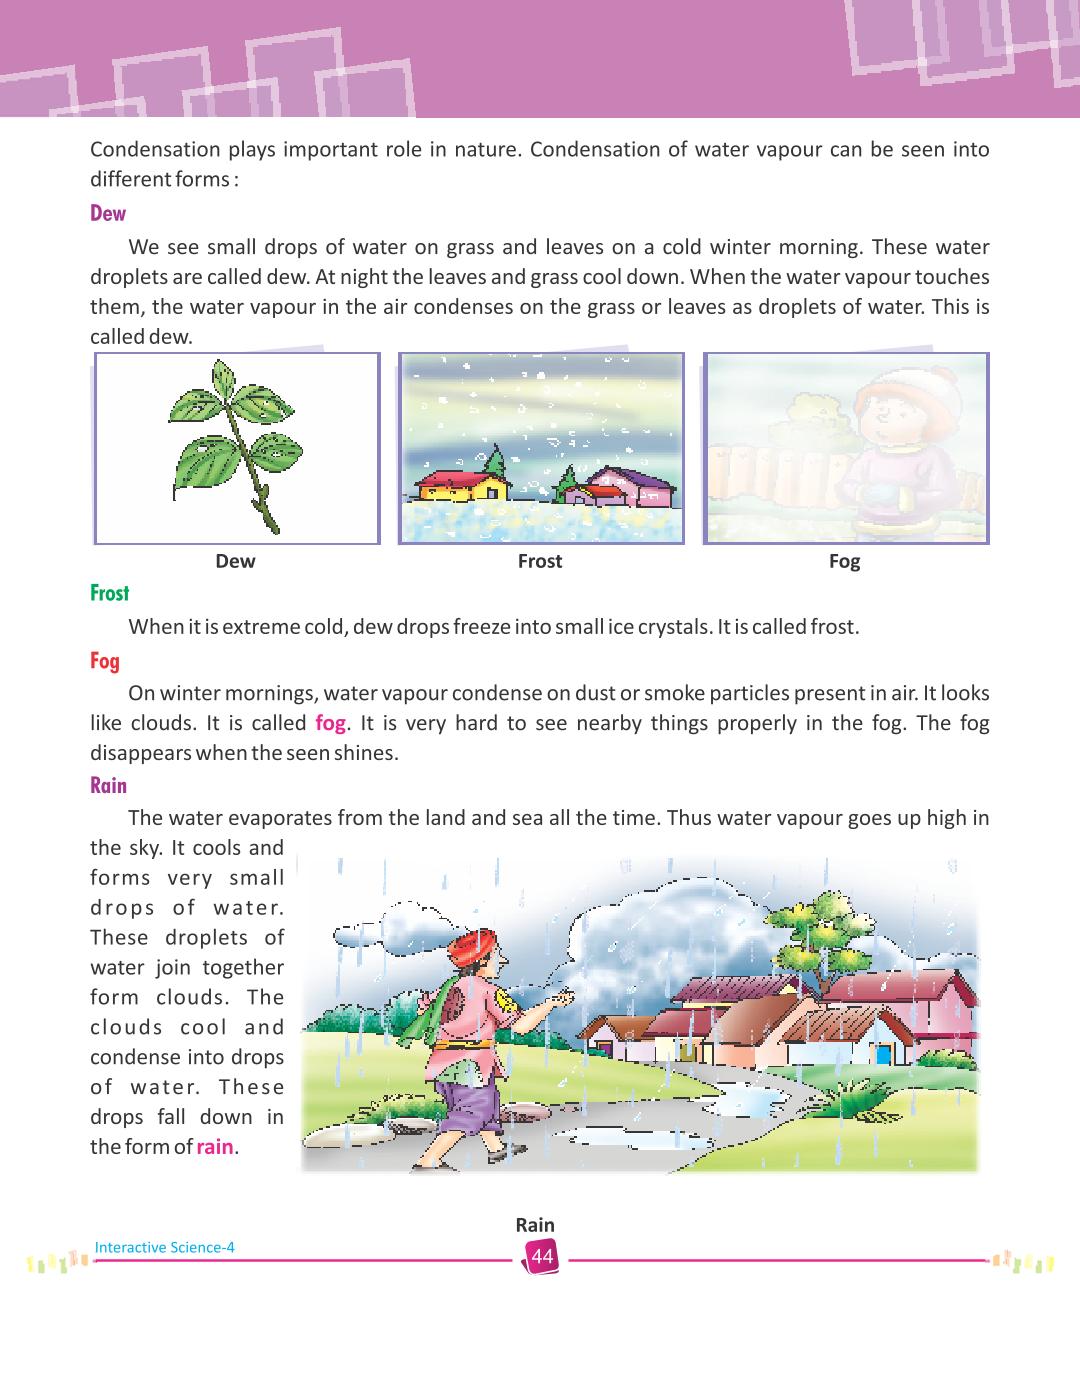 Condensation plays important role in nature. Condensation of water vapour can be seen into
different forms :
Dew
We see small drops of water on grass and leaves on a cold winter morning. These water
droplets are called dew. At night the leaves and grass cool down. When the water vapour touches
them, the water vapour in the air condenses on the grass or leaves as droplets of water. This is
called dew.
Dew
Frost
Fog
Frost
When it is extreme cold, dew drops freeze into small ice crystals. It is called frost.
Fog
On winter mornings, water vapour condense on dust or smoke particles present in air. It looks
like clouds. It is called fog. It is very hard to see nearby things properly in the fog. The fog
disappears when the seen shines.
Rain
The water evaporates from the land and sea all the time. Thus water vapour goes up high in
the sky. It cools and
forms very small
drops of water.
These droplets of
water join together
form clouds. The
clouds cool and
condense into drops
of water. These
drops fall down in
the form of rain.
Rain
Interactive Science-4
44